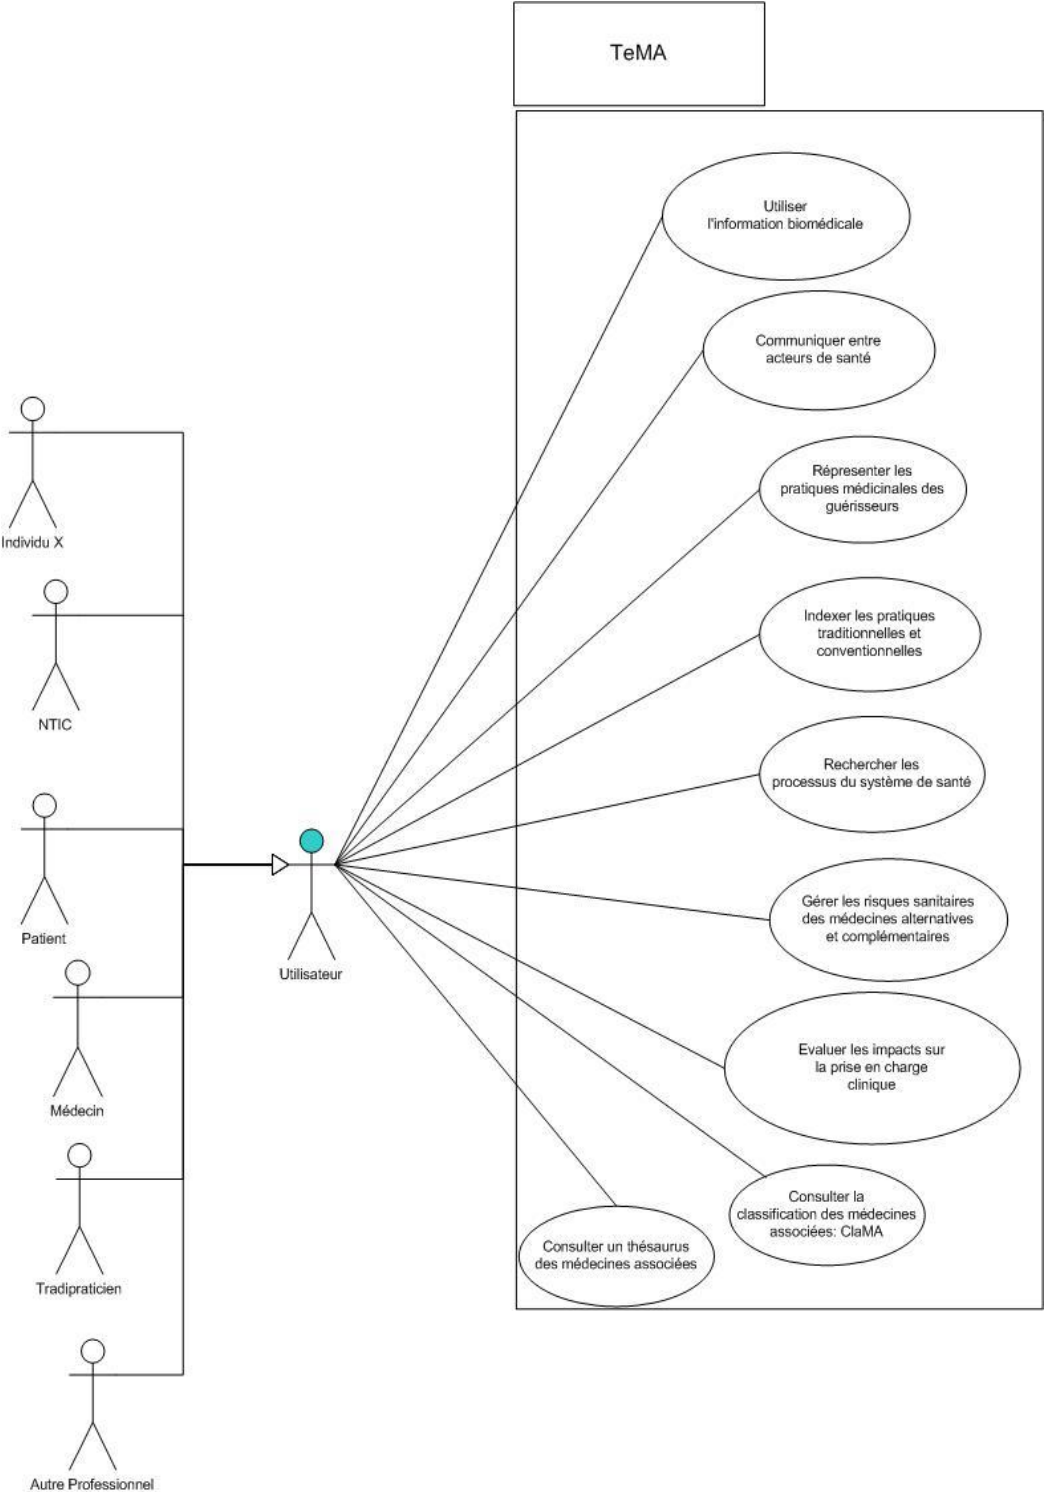 TeMA
Utiliser
l'information biomédicale
Communiquer entre
acteurs de santé
Répresenter les
pratiques médicinales des
guérisseurs
Indexer les pratiques
traditionnelles et
conventionnelles
Rechercher les
processus du système de santé
Gérer les risques sanitaires
des médecines alternatives
et complémentaires
Evaluer les impacts sur
la prise en charge
clinique
Consulter la
classification des médecines
associées: ClaMA
Consulter un thésaurus
des médecines associées
Individu X
NTIC
Patient
Utilisateur
Médecin
Tradipraticien
Autre Professionnel